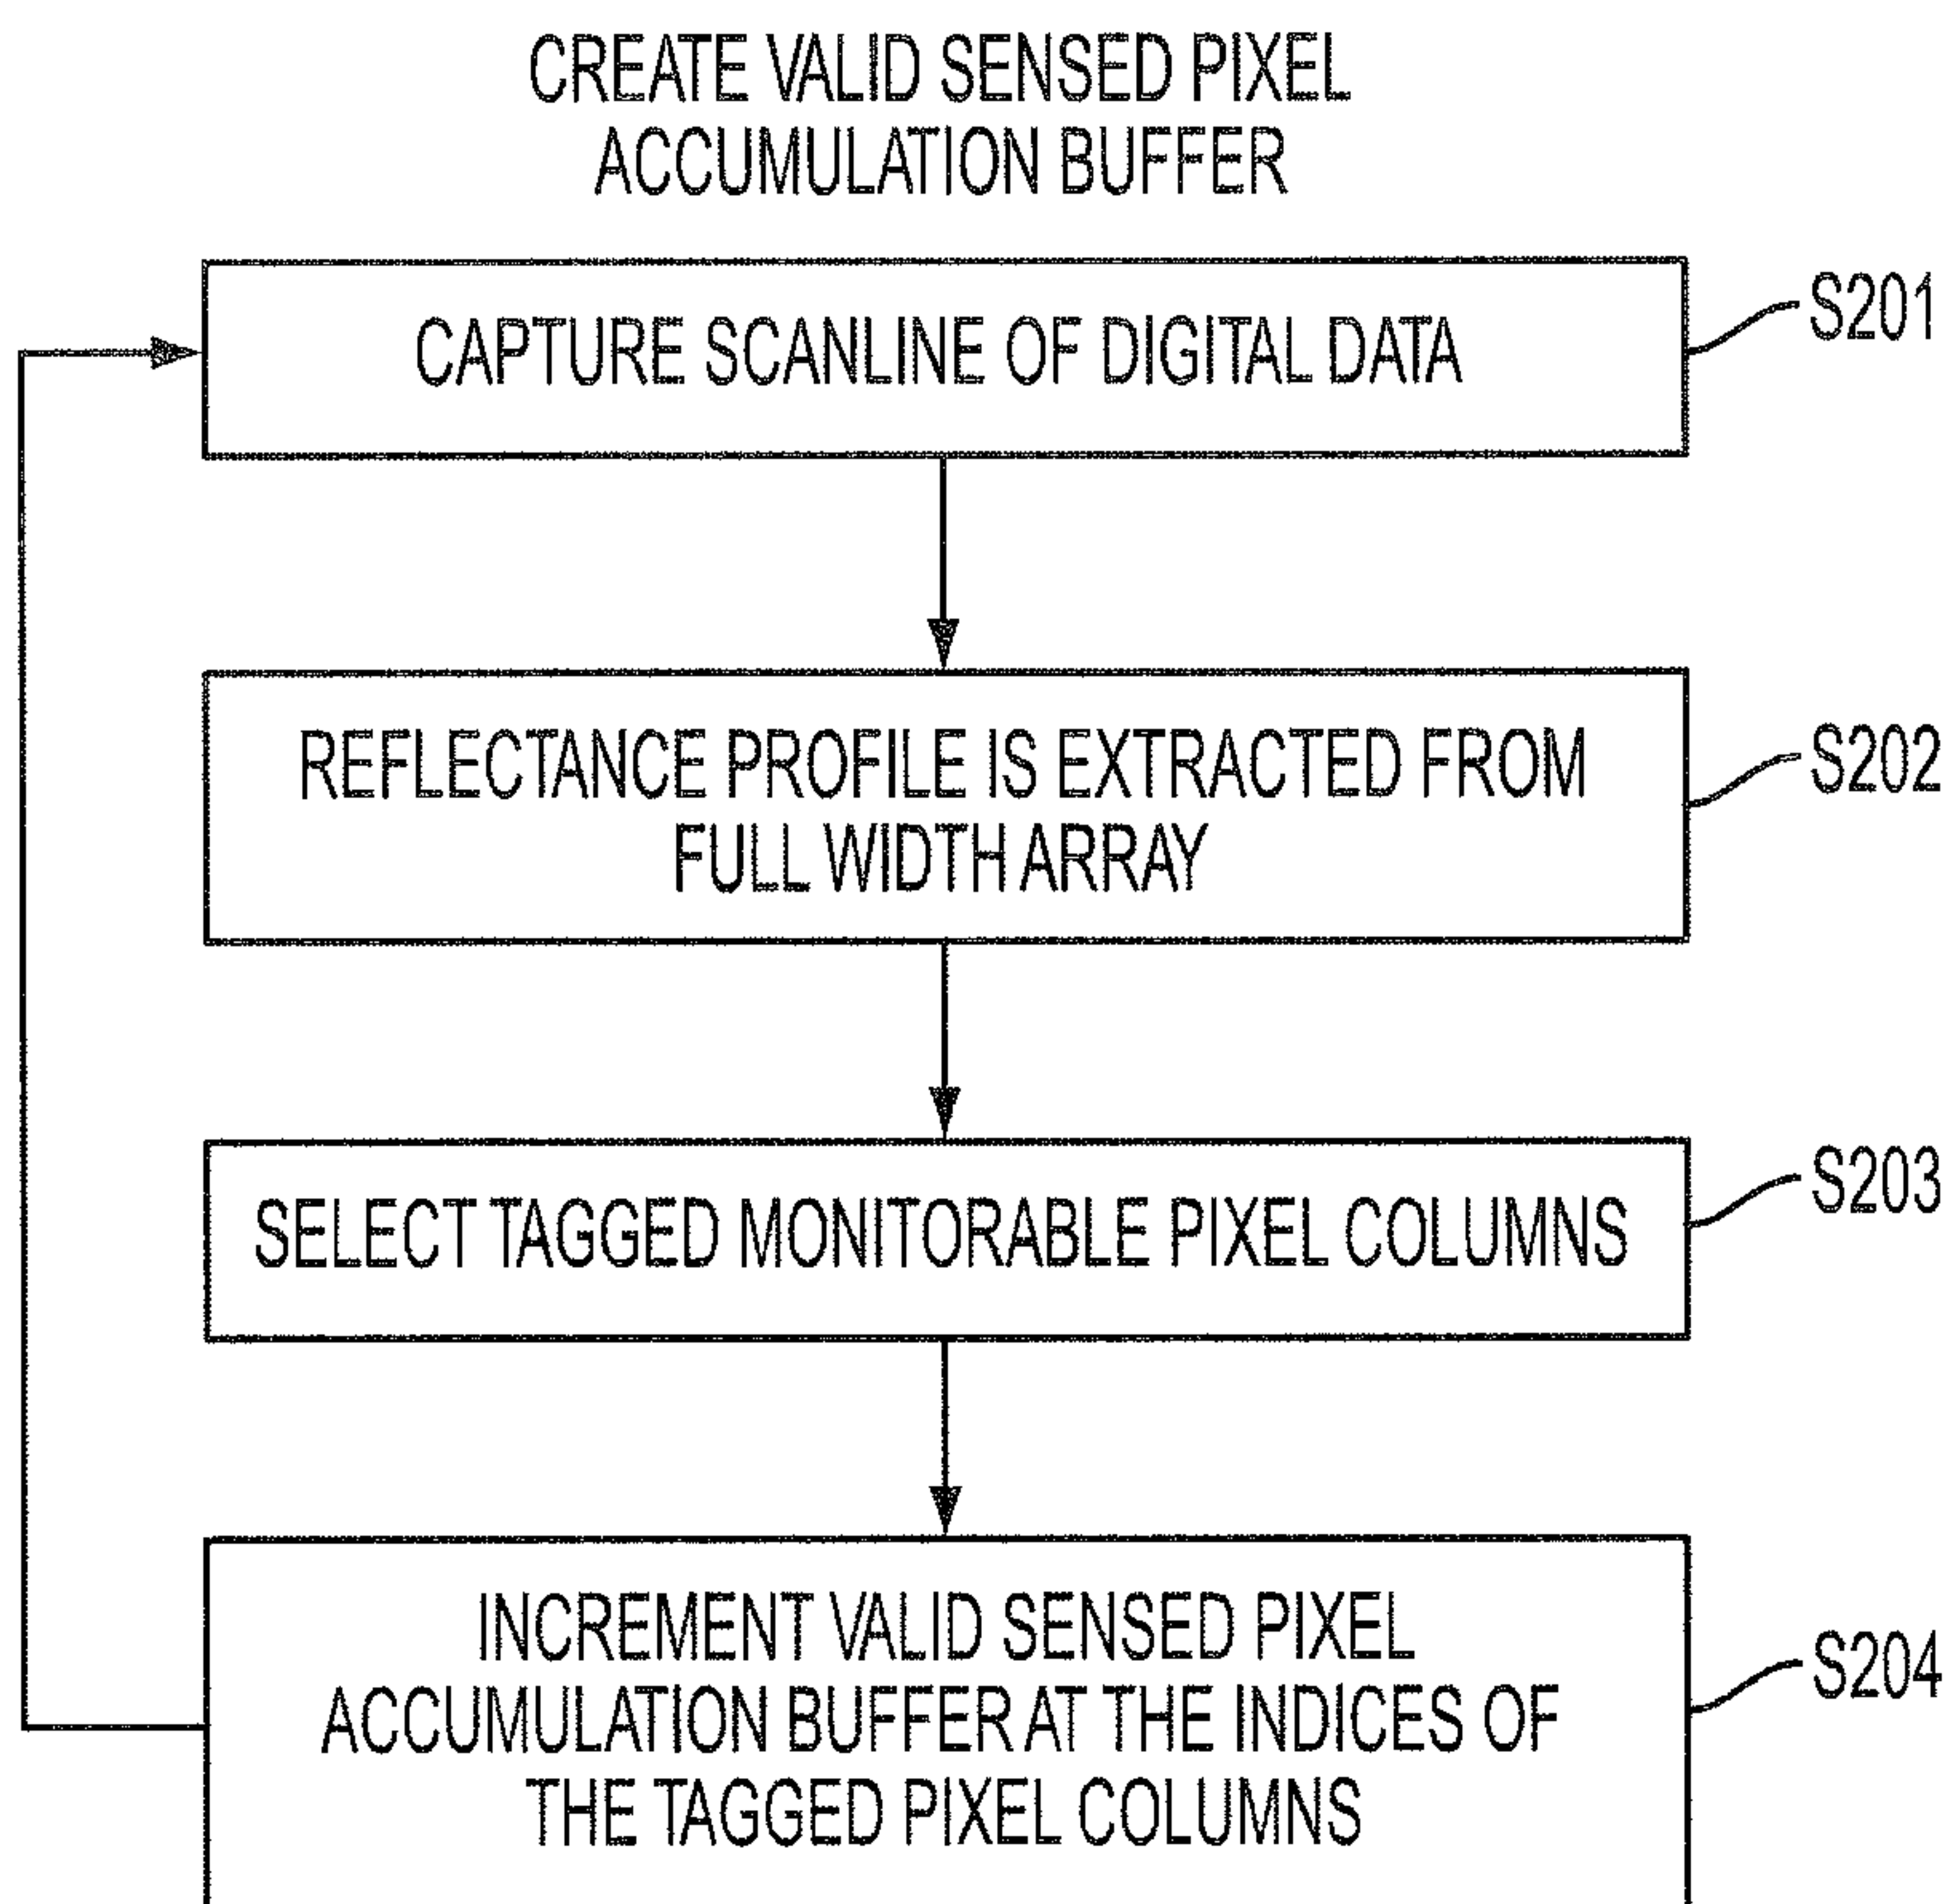 CREATE VALID SENSED PIXEL
ACCUMULATION BUFFER
CAPTURE SCANLINE OF DIGITAL DATA
S201
REFLECTANCE PROFILE IS EXTRACTED FROM
FULL WIDTH ARRAY
S202
SELECT TAGGED MONITORABLE PIXEL COLUMNS
S203
INCREMENT VALID SENSED PIXEL
ACCUMULATION BUFFER AT THE INDICES OF
THE TAGGED PIXEL COLUMNS
S204